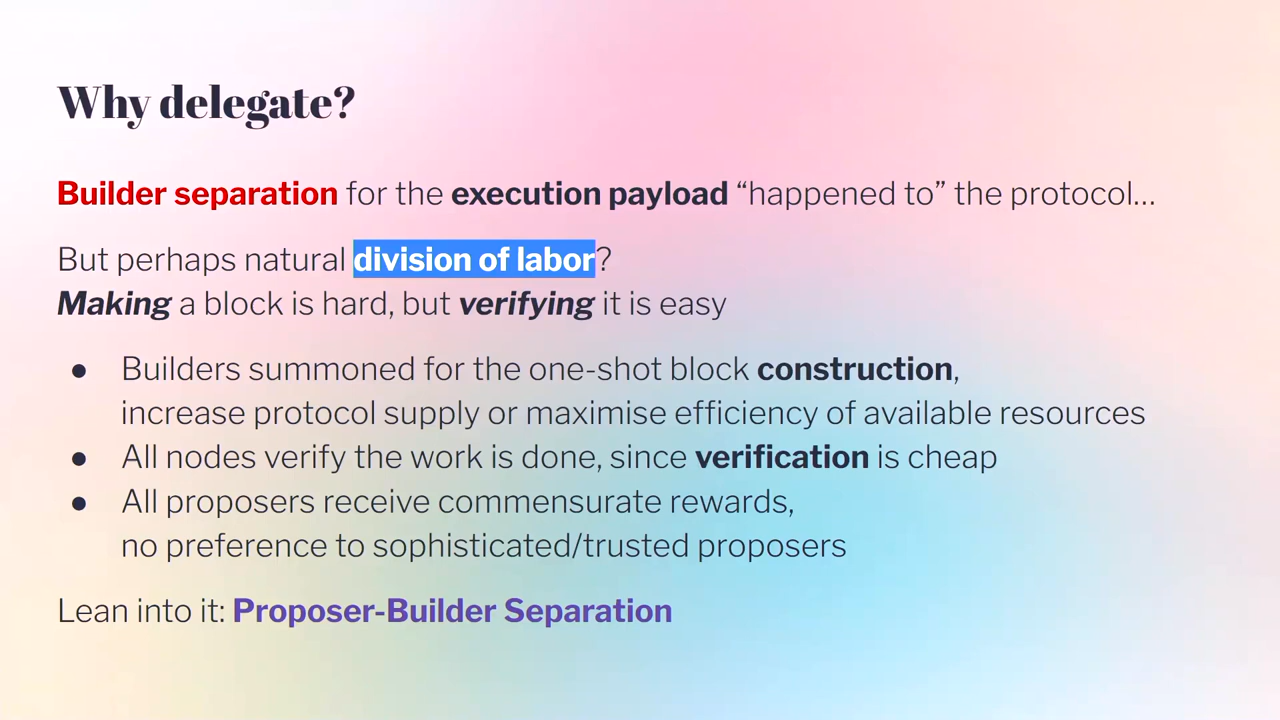 Why delegate?
Builder separation for the execution payload “happened to” the protocol…
But perhaps natural division of labor?
Making a block is hard, but verifying it is easy
● Builders summoned for the one-shot block construction,
increase protocol supply or maximise efficiency of available resources
● All nodes verify the work is done, since verification is cheap
● All proposers receive commensurate rewards,
no preference to sophisticated/trusted proposers
Lean into it: Proposer-Builder Separation